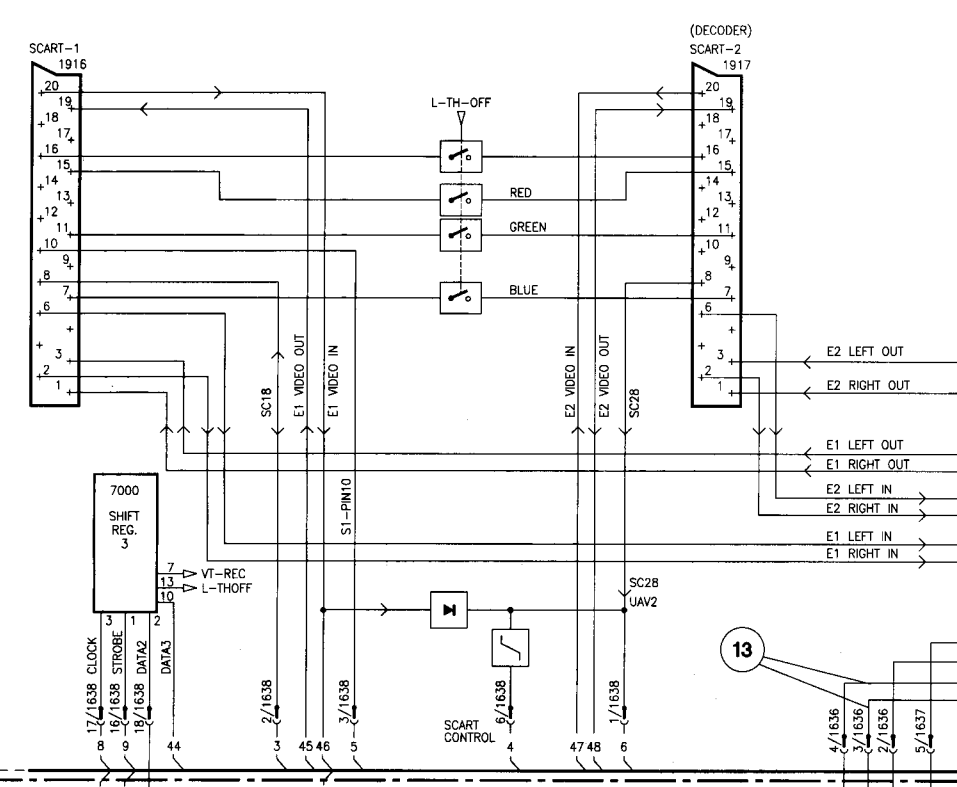 (DECODER)
SCART-1
SCART-2
1916
1917
20
19
18
17
16
15
14
13
12
11
10
9
8
7
6
3
2
1
L-TH-OFF
RED
GREEN
BLUE
20
19
18
17
16
15
14
13
12
11
10
9
8
7
6
3
2
1
SC18
E1 VIDEO OUT
E1 VIDEO IN
E2 VIDEO IN
E2 VIDEO OUT
SC28
E2 LEFT OUT
E2 RIGHT OUT
E1 LEFT OUT
E1 RIGHT OUT
E2 LEFT IN
E2 RIGHT IN
E1 LEFT IN
E1 RIGHT IN
S1-PIN10
7000
SHIFT
REG.
3
7
VT-REC
13
L-THOFF
10
3
1
2
SC28
UAV2
13
CLOCK
STROBE
DATA2
DATA3
17/1638
16/1638
18/1638
2/1638
3/1638
6/1638
1/1638
4/1636
3/1636
2/1636
5/1637
SCART
CONTROL
8
9
44
3
45
46
5
4
47
48
6